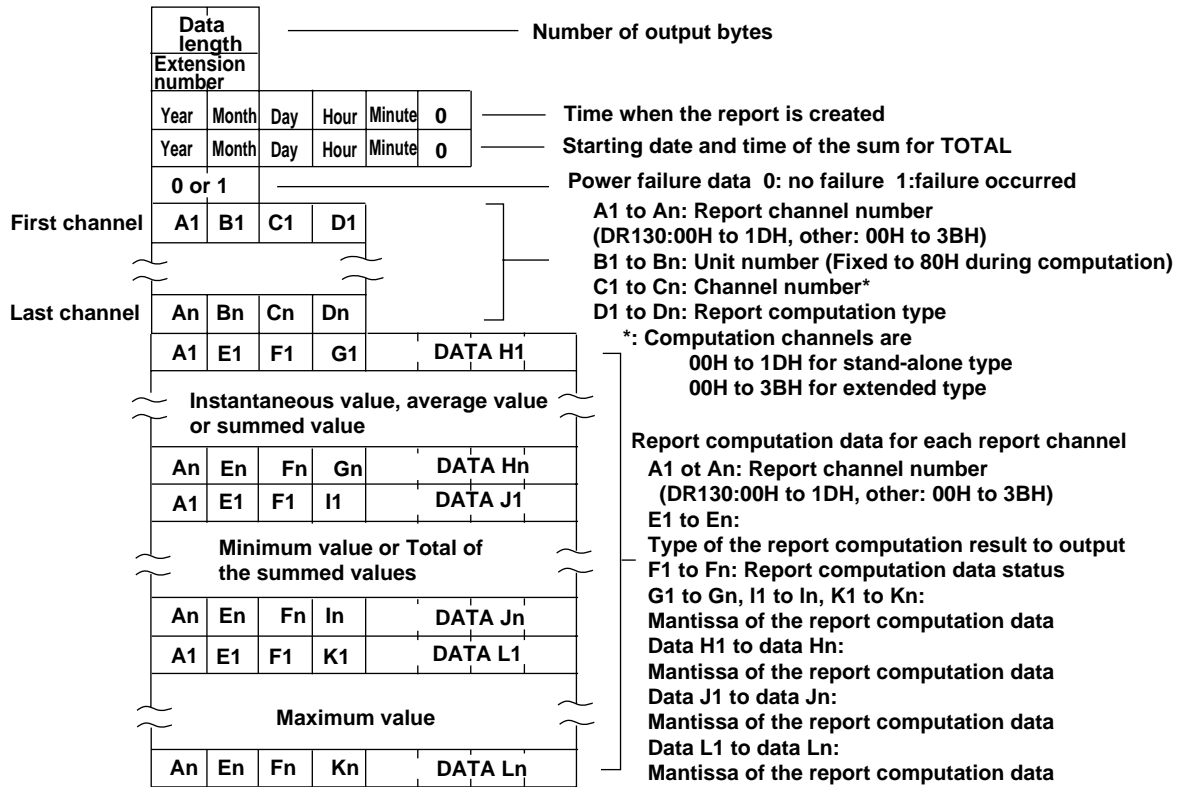 Data
length
Number of output bytes
Extension
number
Year Month Day Hour Minute 0
Time when the report is created
Year Month Day Hour Minute 0
Starting date and time of the sum for TOTAL
0 or 1
Power failure data 0: no failure 1:failure occurred
First channel A1 B1 C1 D1
Last channel An Bn Cn Dn
A1 to An: Report channel number
(DR130:00H to 1DH, other: 00H to 3BH)
B1 to Bn: Unit number (Fixed to 80H during computation)
C1 to Cn: Channel number*
D1 to Dn: Report computation type
*: Computation channels are
00H to 1DH for stand-alone type
00H to 3BH for extended type
A1 E1 F1 G1 DATA H1
Instantaneous value, average value
or summed value
An En Fn Gn DATA Hn
A1 E1 F1 I1 DATA J1
Minimum value or Total of
the summed values
An En Fn In DATA Jn
A1 E1 F1 K1 DATA L1
Maximum value
An En Fn Kn DATA Ln
Report computation data for each report channel
A1 ot An: Report channel number
(DR130:00H to 1DH, other: 00H to 3BH)
E1 to En:
Type of the report computation result to output
F1 to Fn: Report computation data status
G1 to Gn, I1 to In, K1 to Kn:
Mantissa of the report computation data
Data H1 to data Hn:
Mantissa of the report computation data
Data J1 to data Jn:
Mantissa of the report computation data
Data L1 to data Ln:
Mantissa of the report computation data